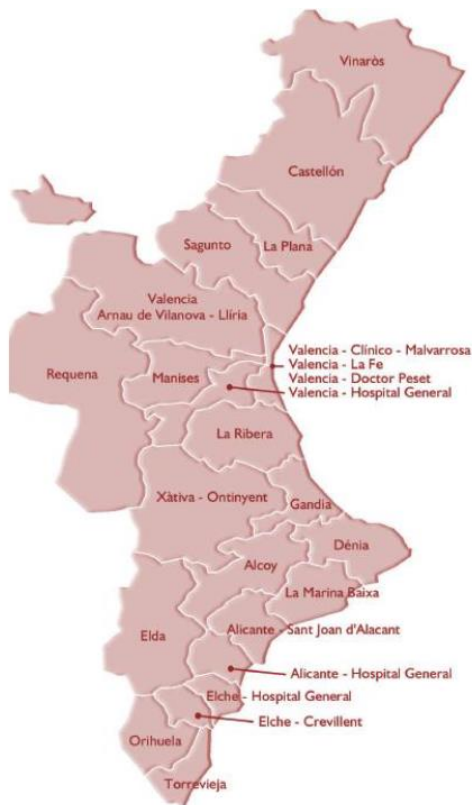 Vinaròs
Castellón
Sagunto
La Plana
Valencia
Arnau de Vilanova - Llíria
Valencia - Clínico - Malvarrosa
Valencia - La Fe
Valencia - Doctor Peset
Valencia - Hospital General
Requena
Manises
La Ribera
Xàtiva - Ontinyent
Gandia
Dénia
Alcoy
La Marina Baixa
Elda
Alicante - Sant Joan d'Alacant
Alicante - Hospital General
Elche - Hospital General
Elche - Crevillent
Orihuela
Torrevieja